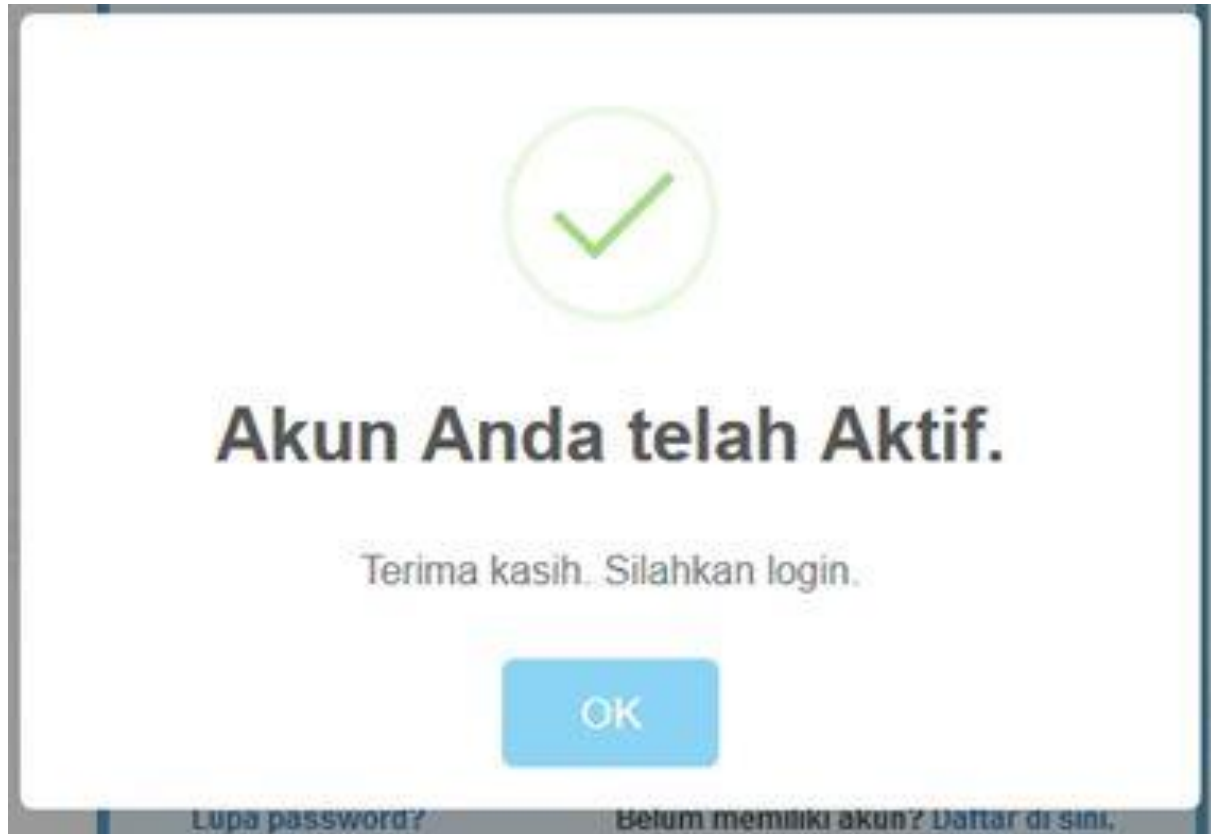 Akun Anda telah Aktif.
Terima kasih. Silahkan login.
OK
Lupa password? Belum memiliki akun? Daftar di sini.